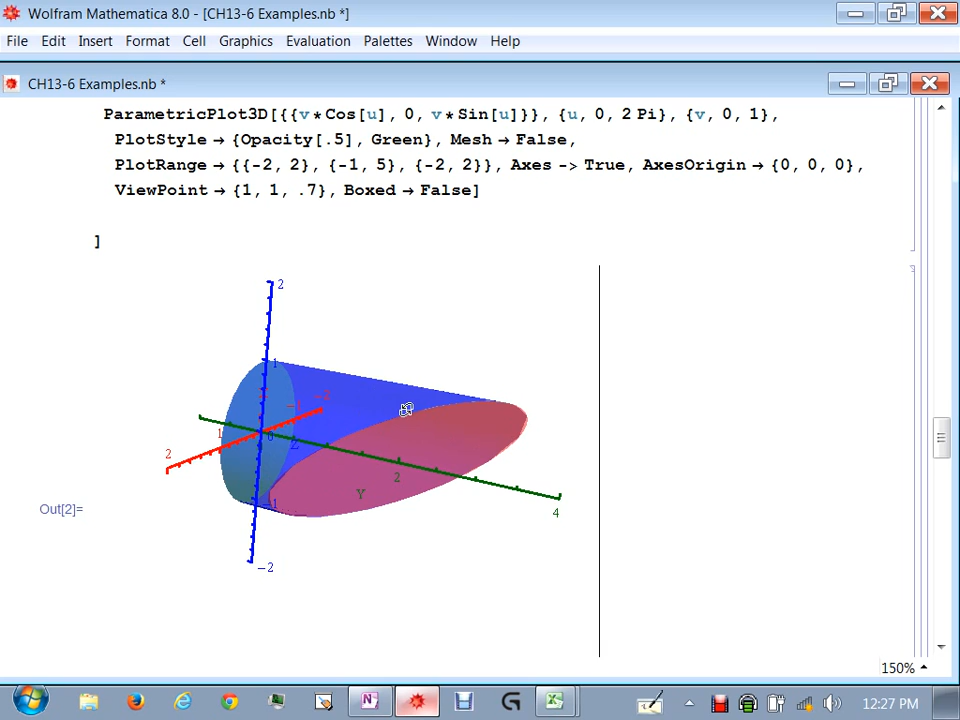 Wolfram Mathematica 8.0 - [CH13-6 Examples.nb *]
File Edit Insert Format Cell Graphics Evaluation Palettes Window Help
CH13-6 Examples.nb *
ParametricPlot3D[{{v*Cos[u], 0, v*Sin[u]}}, {u, 0, 2 Pi}, {v, 0, 1},
PlotStyle → {Opacity[.5], Green}, Mesh → False,
PlotRange → {{-2, 2}, {-1, 5}, {-2, 2}}, Axes -> True, AxesOrigin → {0, 0, 0},
ViewPoint → {1, 1, .7}, Boxed → False]
]
2
1
-2
-1
1
0
Z
2
2
-1
Y
4
Out[2]=
-2
150%
12:27 PM